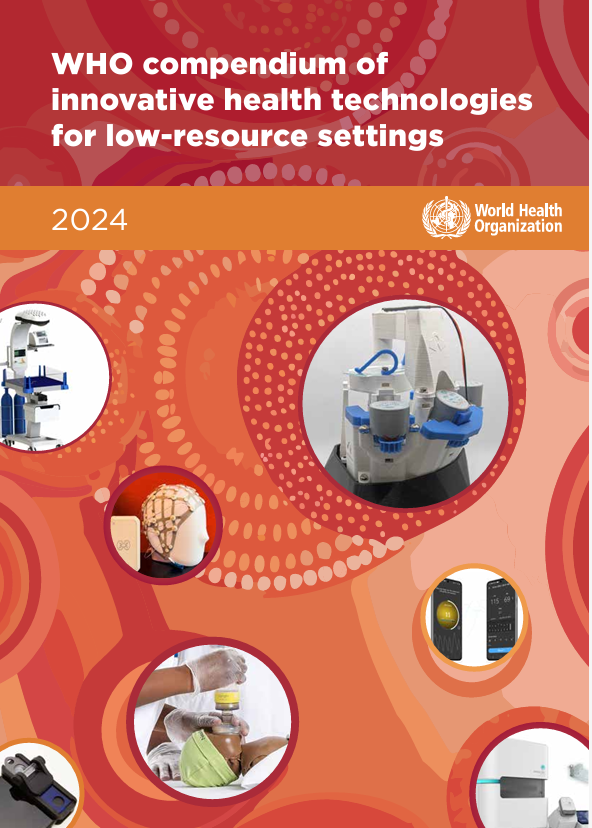 WHO compendium of
innovative health technologies
for low-resource settings
2024
World Health
Organization